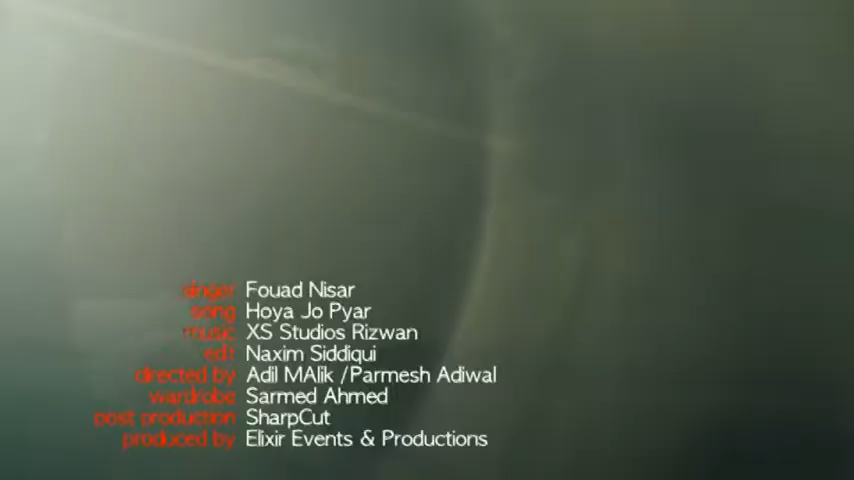 singer Fouad Nisar
song Hoya Jo Pyar
music XS Studios Rizwan
edit Naxim Siddiqui
directed by Adil MAlik /Parmesh Adiwal
wardrobe Sarmed Ahmed
post production SharpCut
produced by Elixir Events & Productions